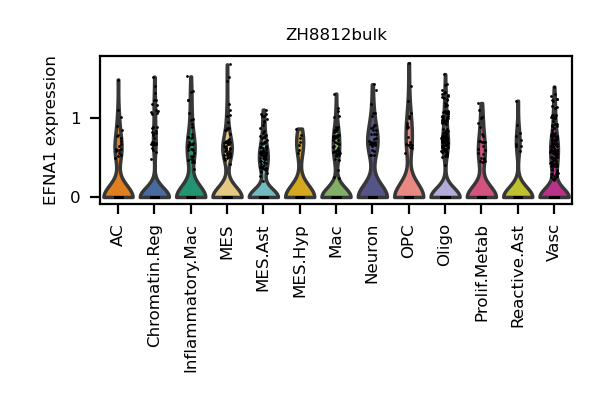 ZH8812bulk
EFNA1 expression
1
0
AC
Chromatin.Reg
Inflammatory.Mac
MES
MES.Ast
MES.Hyp
Mac
Neuron
OPC
Oligo
Prolif.Metab
Reactive.Ast
Vasc